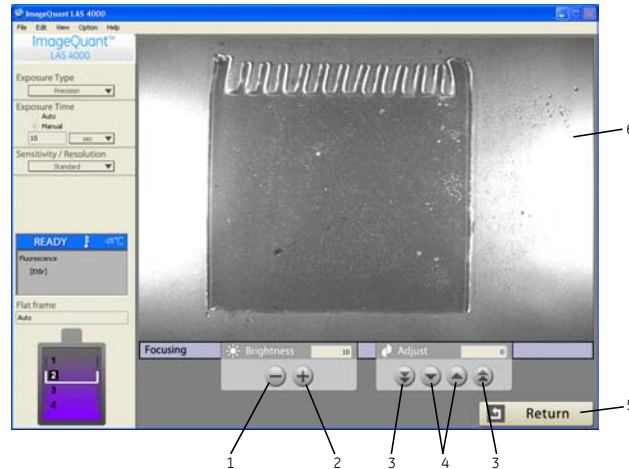 ImageQuant LAS 4000
File Edit View Option Help
ImageQuant™
LAS 4000
Exposure Type
Precision
Exposure Time
Auto
Manual
10 sec
Sensitivity / Resolution
Standard
READY -25°C
Fluorescence
[EtBr]
Flat frame
Auto
1
2
3
4
Focusing Brightness 10 Adjust 0
Return
1 2 3 4 3
5
6